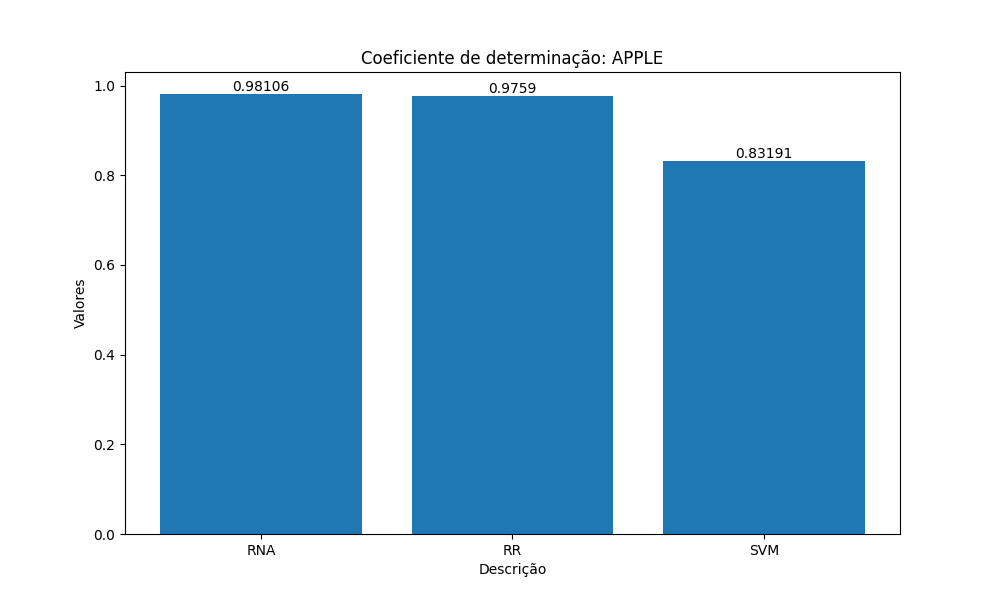 Coeficiente de determinação: APPLE
0.98106
0.9759
0.83191
1.0
0.8
0.6
0.4
0.2
0.0
Valores
RNA
RR
SVM
Descrição